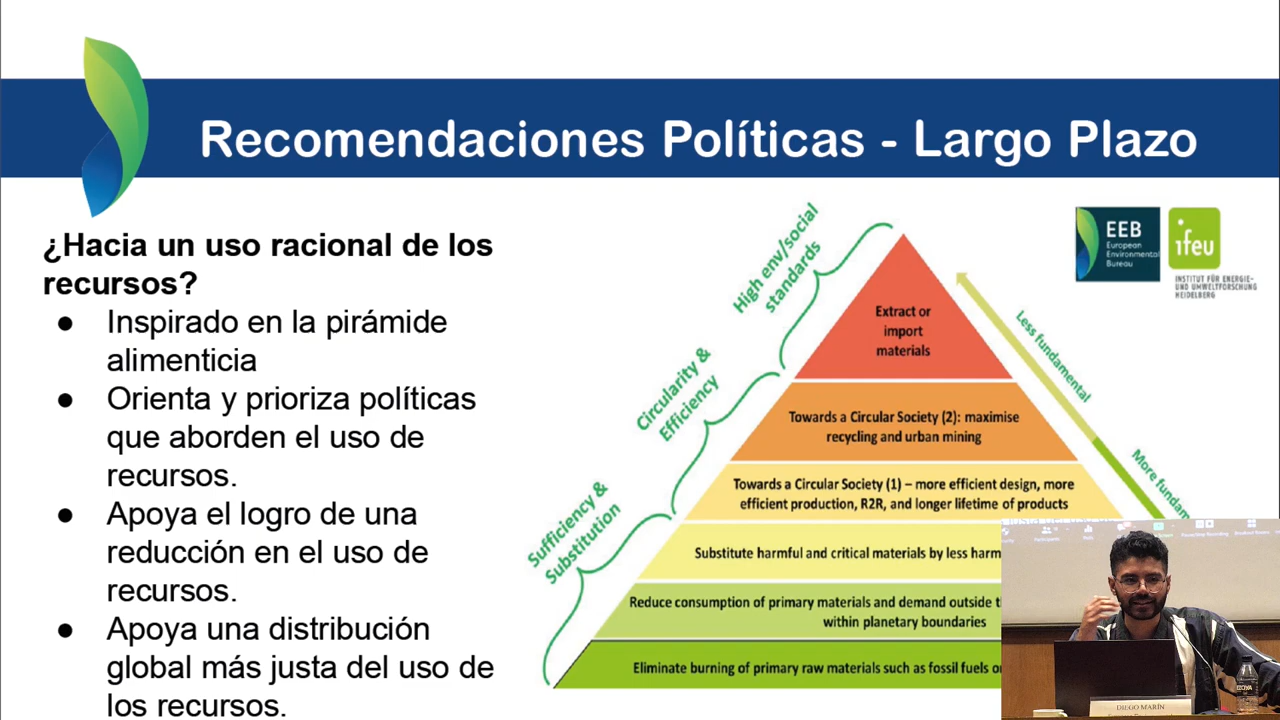 Recomendaciones Políticas - Largo Plazo
¿Hacia un uso racional de los
recursos?
● Inspirado en la pirámide
alimenticia
● Orienta y prioriza políticas
que aborden el uso de
recursos.
● Apoya el logro de una
reducción en el uso de
recursos.
● Apoya una distribución
global más justa del uso de
los recursos.
High env/social
standards
Circularity &
Efficiency
Sufficiency &
Substitution
Extract or
import
materials
Towards a Circular Society (2): maximise
recycling and urban mining
Towards a Circular Society (1) – more efficient design, more
efficient production, R2R, and longer lifetime of products
Substitute harmful and critical materials by less
Reduce consumption of primary materials and demand outside
within planetary boundaries
Eliminate burning of primary raw materials such as fossil fuels
Less fundamental
More
EEB
European
Environmental
Bureau
ifeu
INSTITUT FÜR ENERGIE-
UND UMWELTFORSCHUNG
HEIDELBERG
DIEGO MARÍN